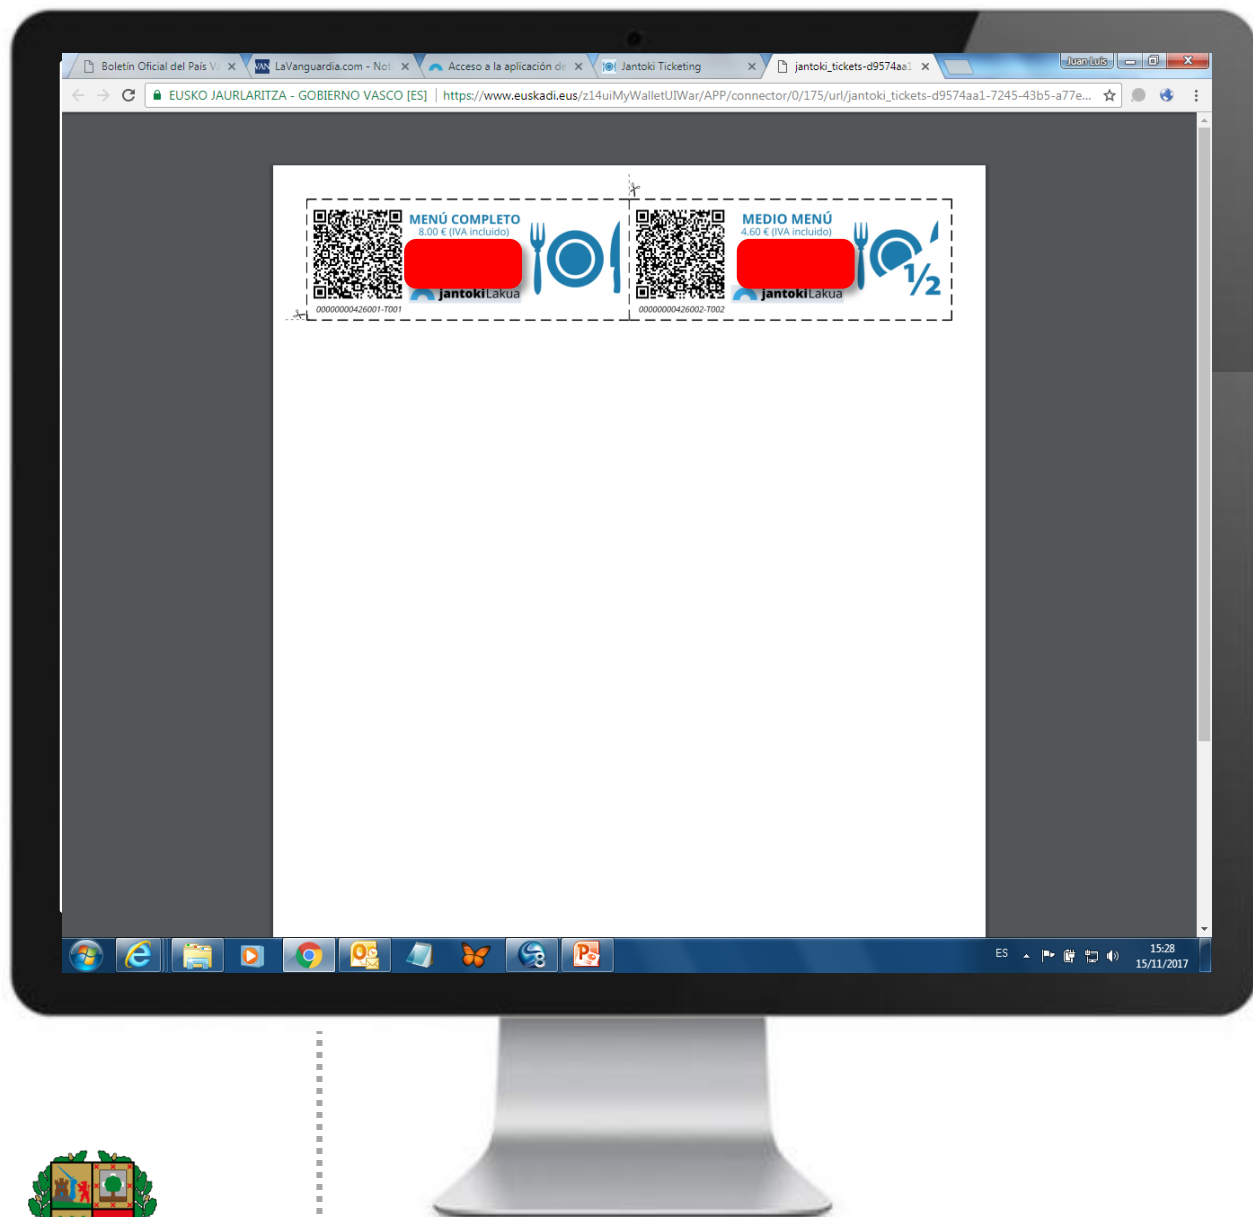 Boletín Oficial del País V
LaVanguardia.com - Not
Acceso a la aplicación de
Jantoki Ticketing
jantoki_tickets-d9574aa1
Juan Luis
EUSKO JAURLARITZA - GOBIERNO VASCO [ES]
https://www.euskadi.eus/z14uiMyWalletUIWar/APP/connector/0/175/url/jantoki_tickets-d9574aa1-7245-43b5-a77e...
MENÚ COMPLETO
8.00 € (IVA incluido)
jantokiLakua
00000000426001-T001
MEDIO MENÚ
4.60 € (IVA incluido)
1/2
jantokiLakua
00000000426002-T002
ES
15:28
15/11/2017